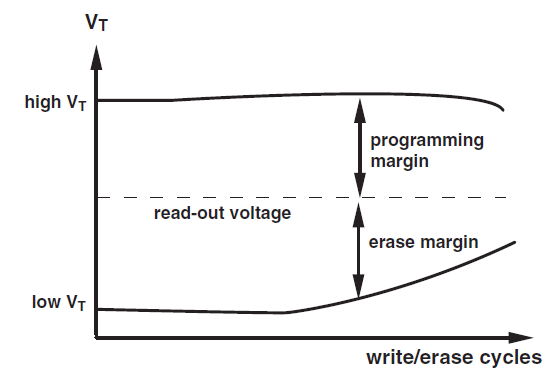 VT
high VT
programming
margin
read-out voltage
erase margin
low VT
write/erase cycles